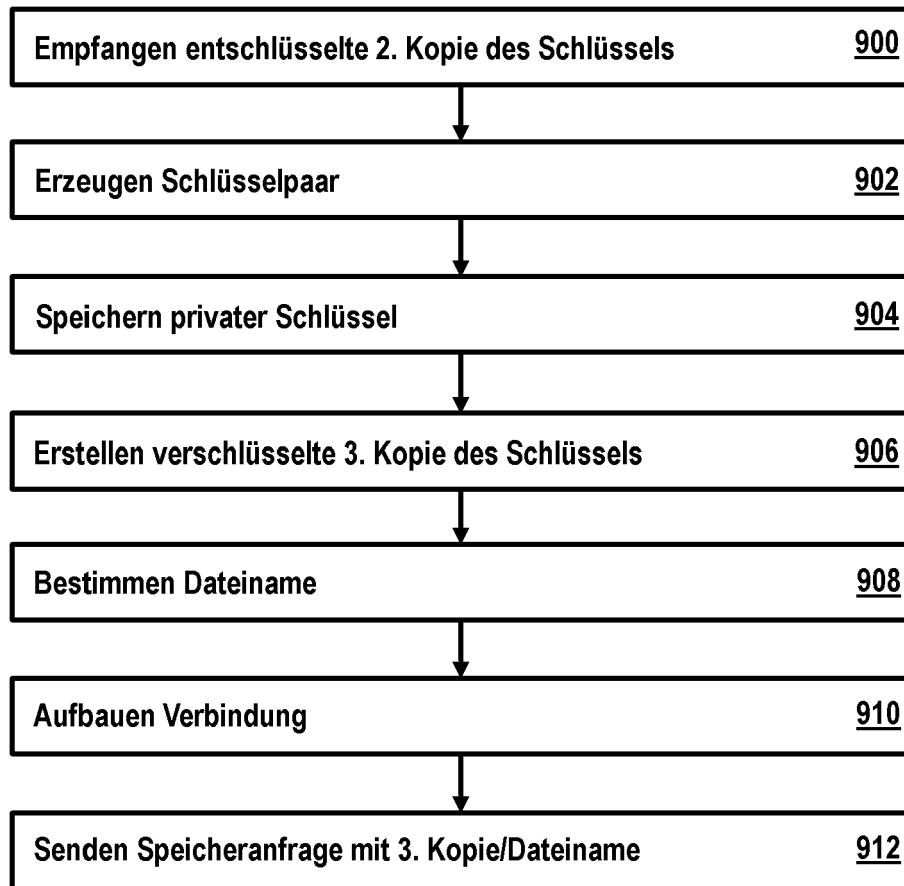 Empfangen entschlüsselte 2. Kopie des Schlüssels 900
Erzeugen Schlüsselpaar 902
Speichern privater Schlüssel 904
Erstellen verschlüsselte 3. Kopie des Schlüssels 906
Bestimmen Dateiname 908
Aufbauen Verbindung 910
Senden Speicheranfrage mit 3. Kopie/Dateiname 912